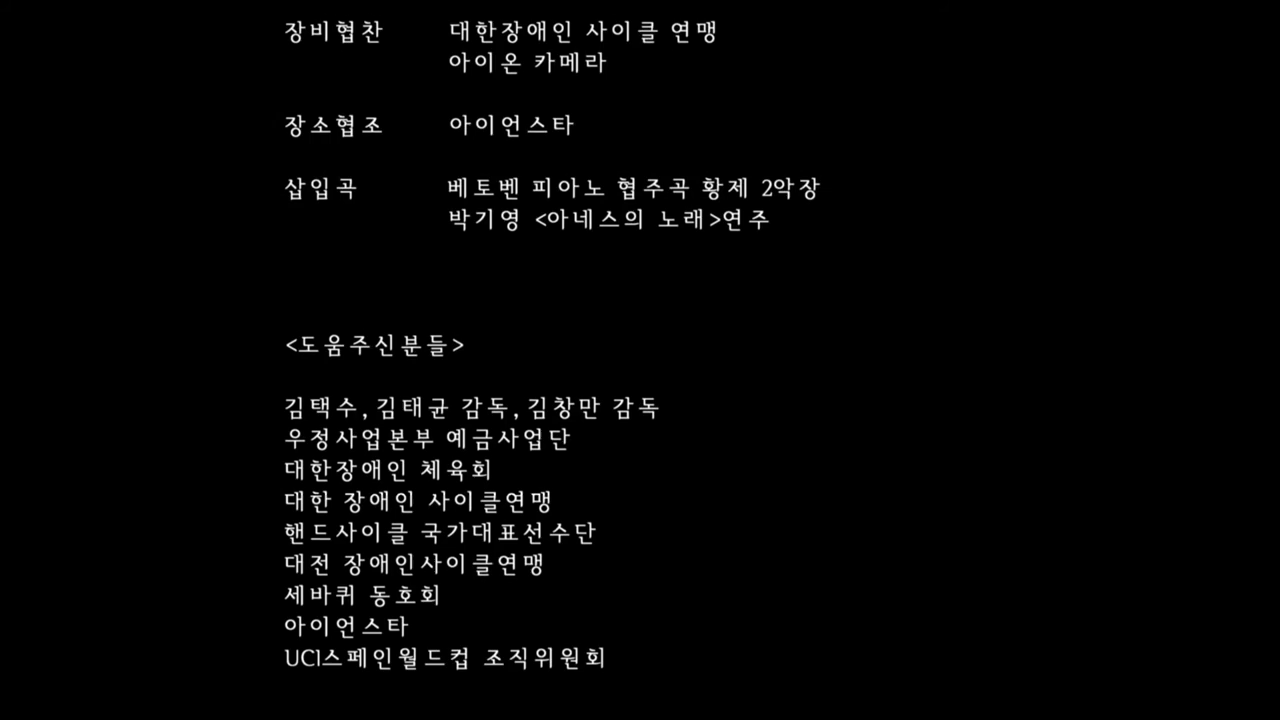 장비협찬 대한장애인 사이클 연맹
아이온 카메라
장소협조 아이언스타
삽입곡 베토벤 피아노 협주곡 황제 2악장
박기영 <아네스의 노래>연주
<도움주신분들>
김택수, 김태균 감독, 김창만 감독
우정사업본부 예금사업단
대한장애인 체육회
대한 장애인 사이클연맹
핸드사이클 국가대표선수단
대전 장애인사이클연맹
세바퀴 동호회
아이언스타
UCI스페인월드컵 조직위원회